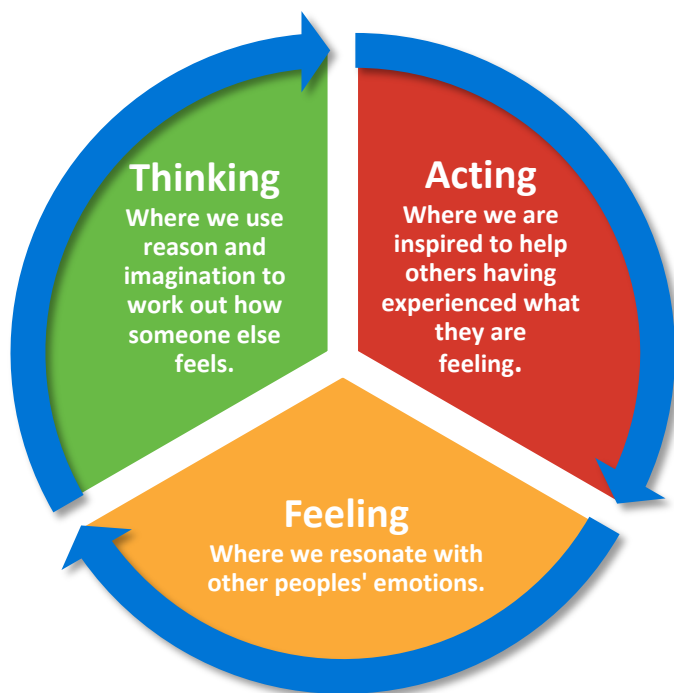 Thinking
Where we use
reason and
imagination to
work out how
someone else
feels.
Acting
Where we are
inspired to help
others having
experienced what
they are
feeling.
Feeling
Where we resonate with
other peoples' emotions.